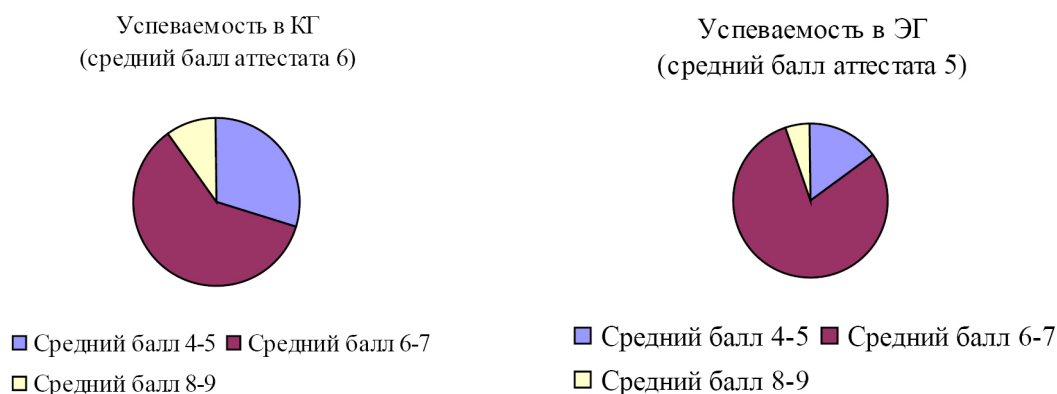 Успеваемость в КГ
(средний балл аттестата 6)
Средний балл 4-5 Средний балл 6-7
Средний балл 8-9
Успеваемость в ЭГ
(средний балл аттестата 5)
Средний балл 4-5 Средний балл 6-7
Средний балл 8-9